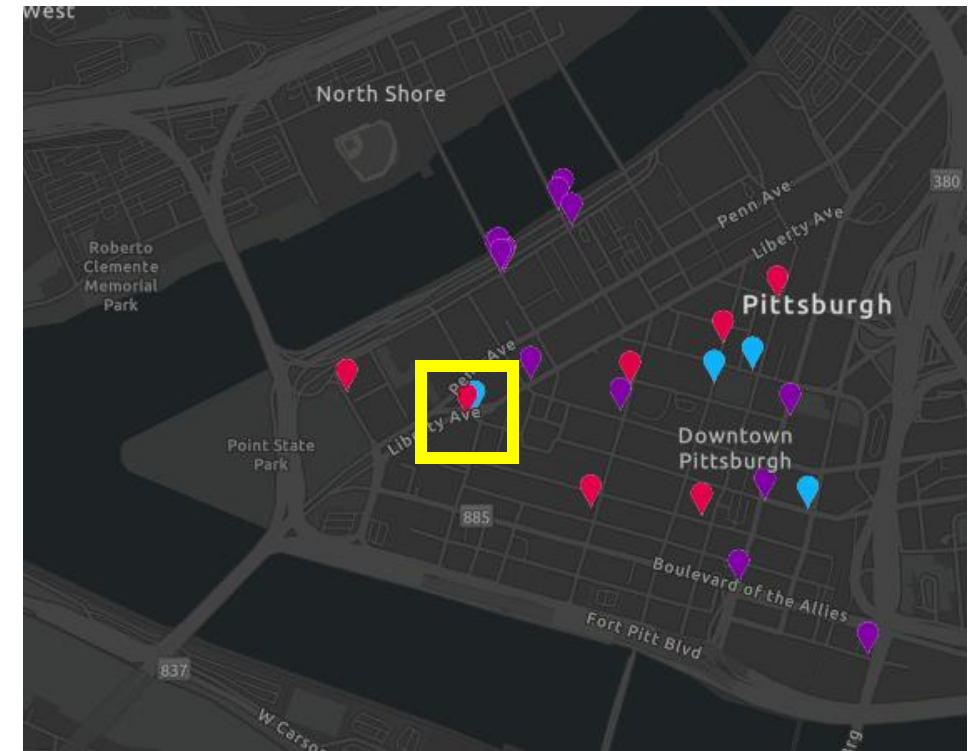 West
North Shore
380
Penn Ave
Liberty Ave
Roberto
Clemente
Memorial
Park
Pittsburgh
Penn Ave
Liberty Ave
Point State
Park
Downtown
Pittsburgh
885
Boulevard of the Allies
Fort Pitt Blvd
837